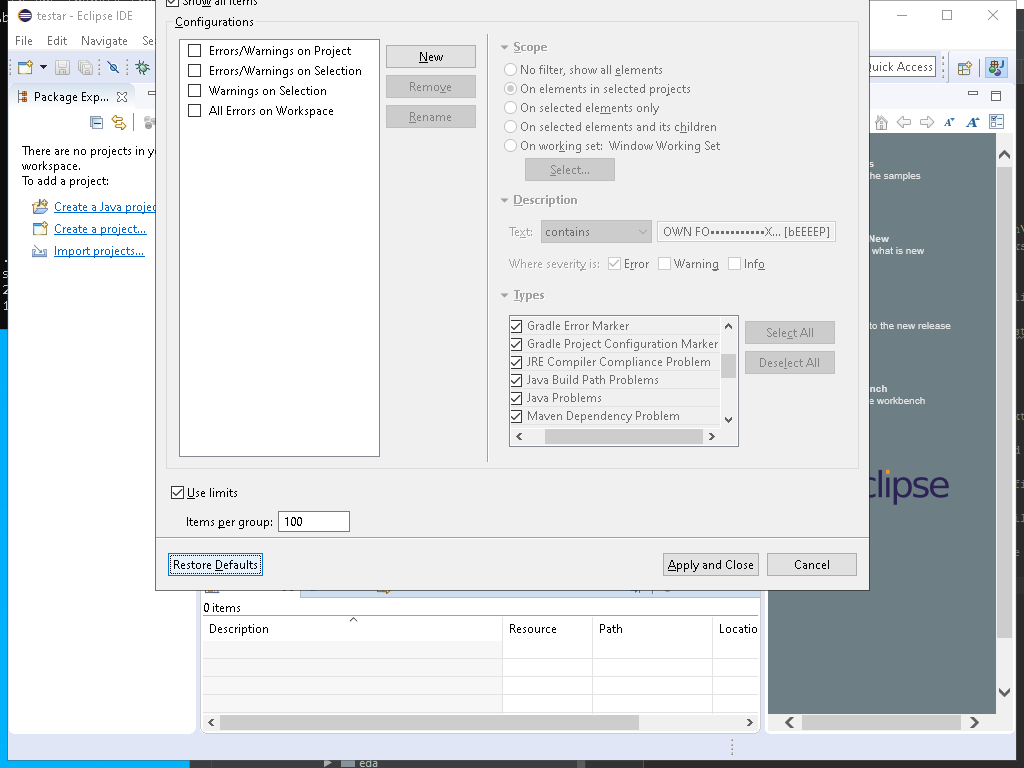 testar - Eclipse IDE
File Edit Navigate
Quick Access
Package Exp...
There are no projects in
workspace.
To add a project:
Create a Java
Create a project...
Import projects...
Show all items
Configurations
Errors/Warnings on Project
Errors/Warnings on Selection
Warnings on Selection
All Errors on Workspace
New
Remove
Rename
Scope
No filter, show all elements
On elements in selected projects
On selected elements only
On selected elements and its children
On working set: Window Working Set
Select...
Description
Text: contains OWN FO•••••••••••X... [bEEEEP]
Where severity is: Error Warning Info
Types
Gradle Error Marker
Gradle Project Configuration Marker
JRE Compiler Compliance Problem
Java Build Path Problems
Java Problems
Maven Dependency Problem
Select All
Deselect All
Use limits
Items per group: 100
Restore Defaults
Apply and Close
Cancel
the samples
New
what is new
to the new release
workbench
clipse
0 items
Description Resource Path Locatio
eda